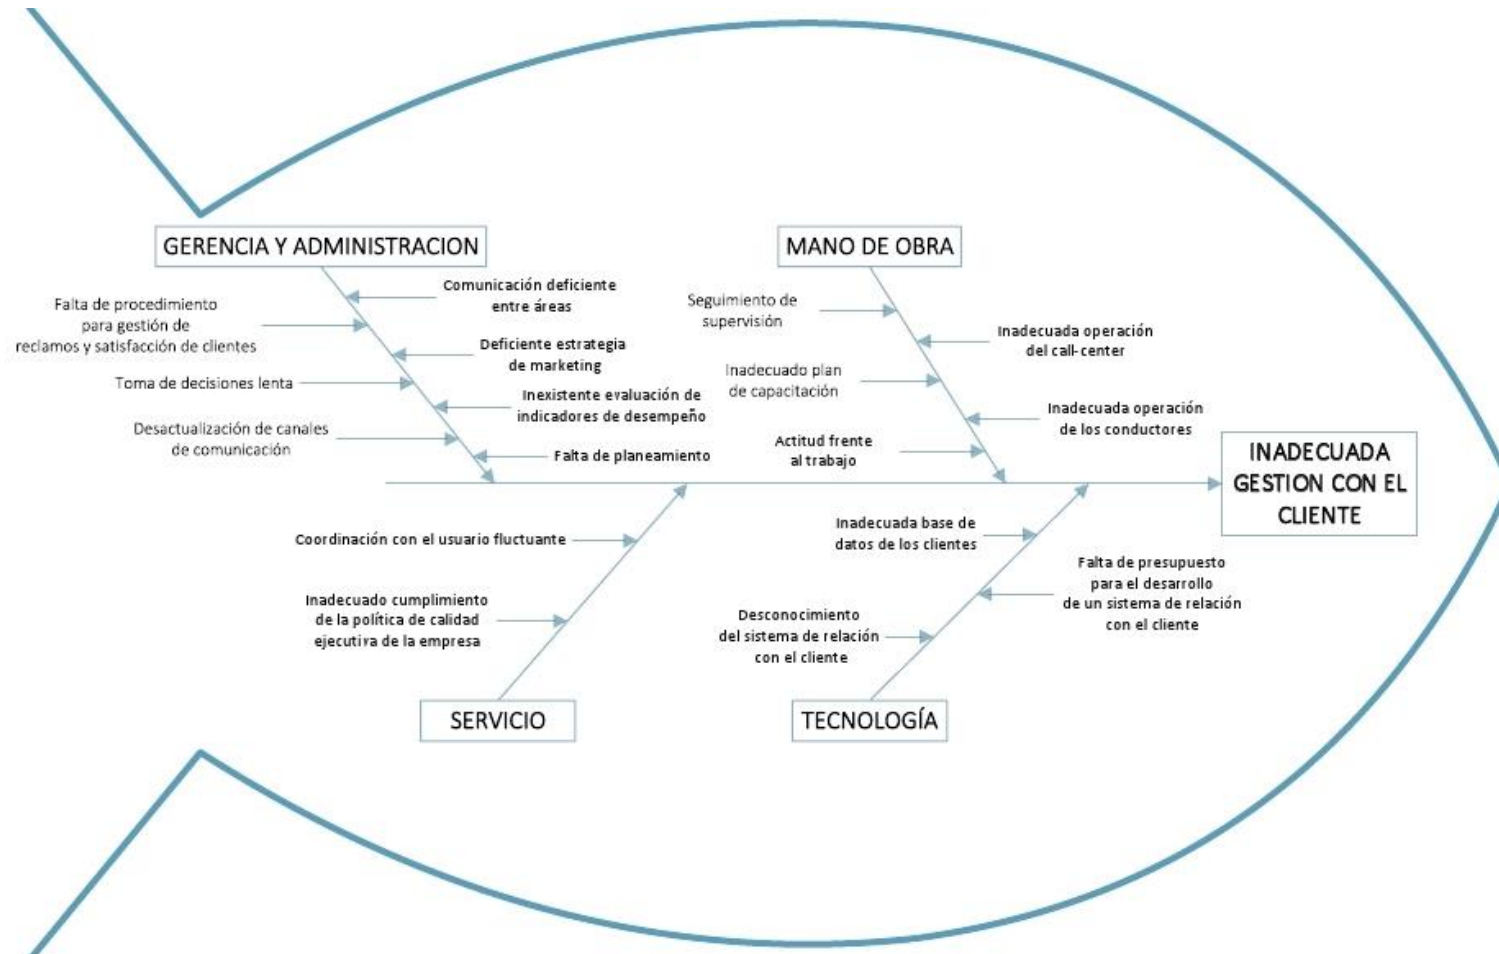 GERENCIA Y ADMINISTRACION
Comunicación deficiente
entre áreas
Falta de procedimiento
para gestión de
reclamos y satisfacción de clientes
Deficiente estrategia
de marketing
Toma de decisiones lenta
Inexistente evaluación de
indicadores de desempeño
Desactualización de canales
de comunicación
Falta de planeamiento
MANO DE OBRA
Seguimiento de
supervisión
Inadecuada operación
del call-center
Inadecuado plan
de capacitación
Inadecuada operación
de los conductores
Actitud frente
al trabajo
INADECUADA
GESTION CON EL
CLIENTE
Coordinación con el usuario fluctuante
Inadecuado cumplimiento
de la política de calidad
ejecutiva de la empresa
SERVICIO
Inadecuada base de
datos de los clientes
Falta de presupuesto
para el desarrollo
de un sistema de relación
con el cliente
Desconocimiento
del sistema de relación
con el cliente
TECNOLOGÍA